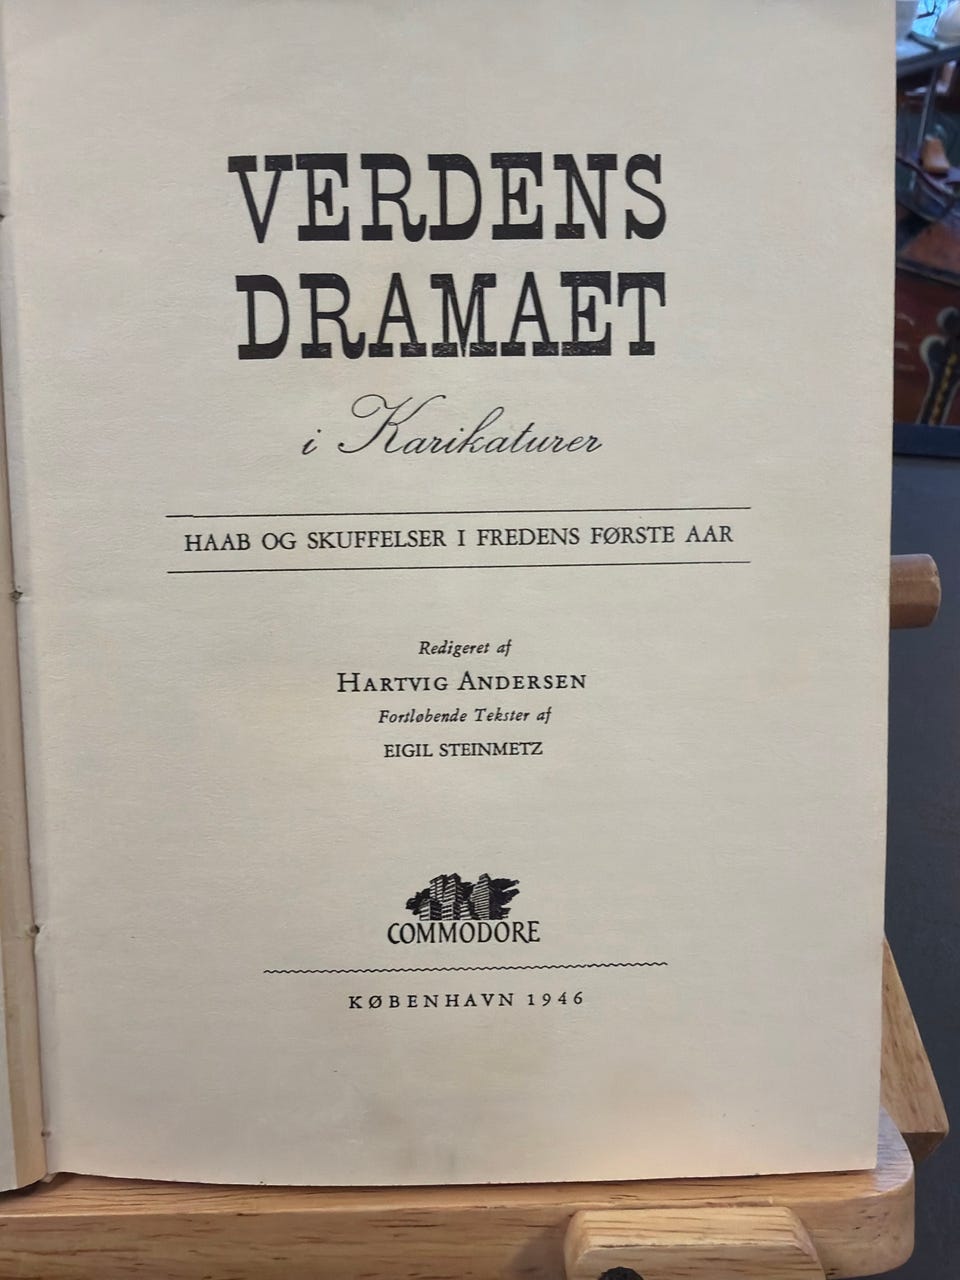 VERDENS
DRAMAET
i Karikaturer
HAAB OG SKUFFELSER I FREDENS FØRSTE AAR
Redigeret af
HARTVIG ANDERSEN
Fortløbende Tekster af
EIGIL STEINMETZ
COMMODORE
KØBENHAVN 1946